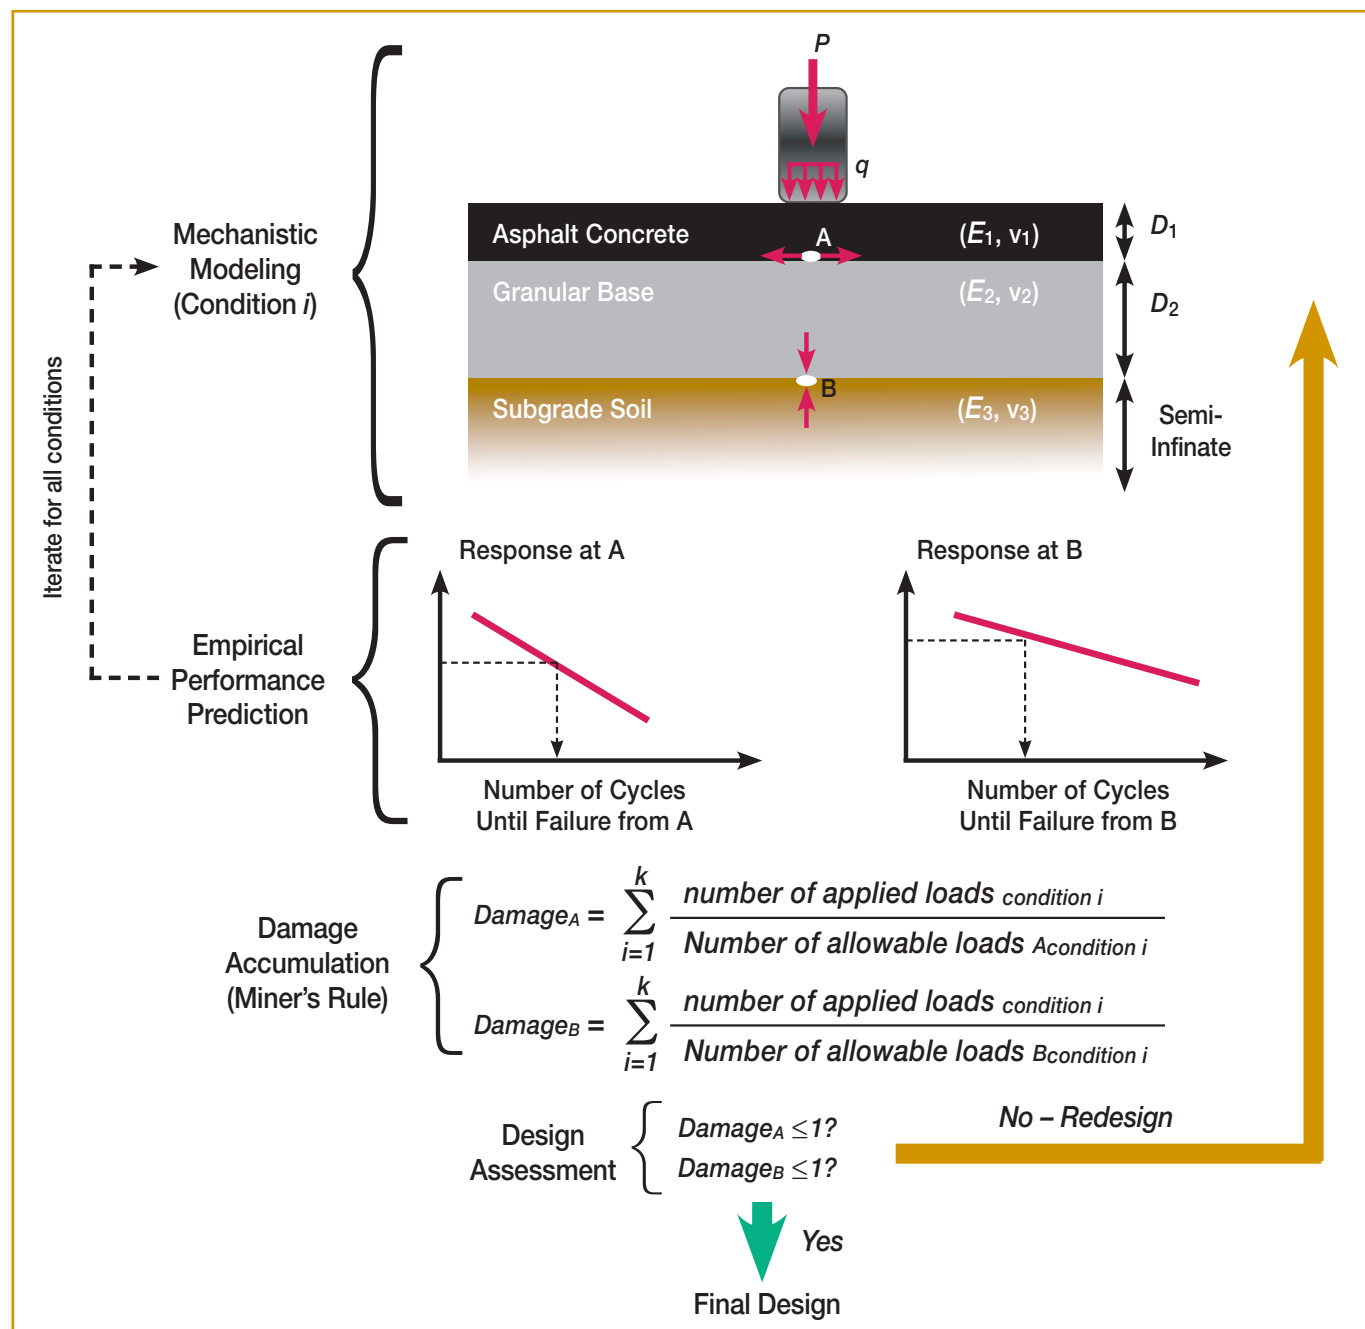 P
q
Mechanistic
Modeling
(Condition i)
Asphalt Concrete
A
(E1, v1)
D1
Granular Base
(E2, v2)
D2
B
Subgrade Soil
(E3, v3)
Semi-
Infinate
Iterate for all conditions
Response at A
Response at B
Empirical
Performance
Prediction
Number of Cycles
Until Failure from A
Number of Cycles
Until Failure from B
Damage
Accumulation
(Miner's Rule)
DamageA = k ∑ i=1 number of applied loads condition i
Number of allowable loads Acondition i
DamageB = k ∑ i=1 number of applied loads condition i
Number of allowable loads Bcondition i
Design
Assessment
DamageA ≤1?
DamageB ≤1?
No – Redesign
Yes
Final Design